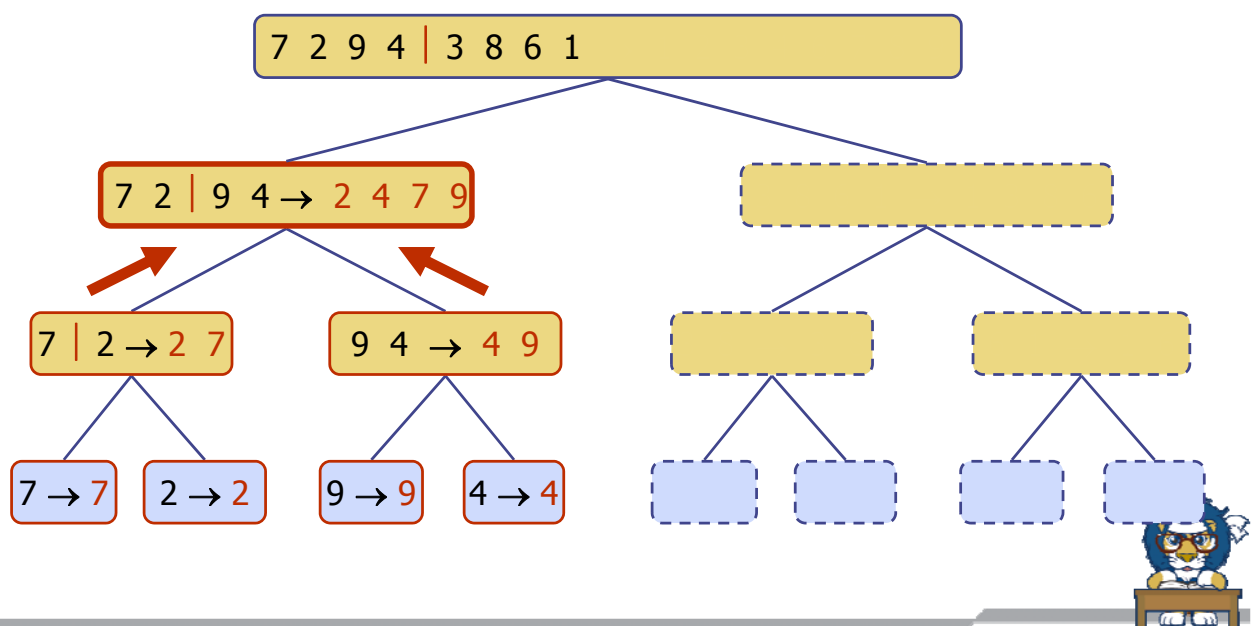 7 2 9 4 | 3 8 6 1
7 2 | 9 4 → 2 4 7 9
7 | 2 → 2 7
9 4 → 4 9
7 → 7
2 → 2
9 → 9
4 → 4